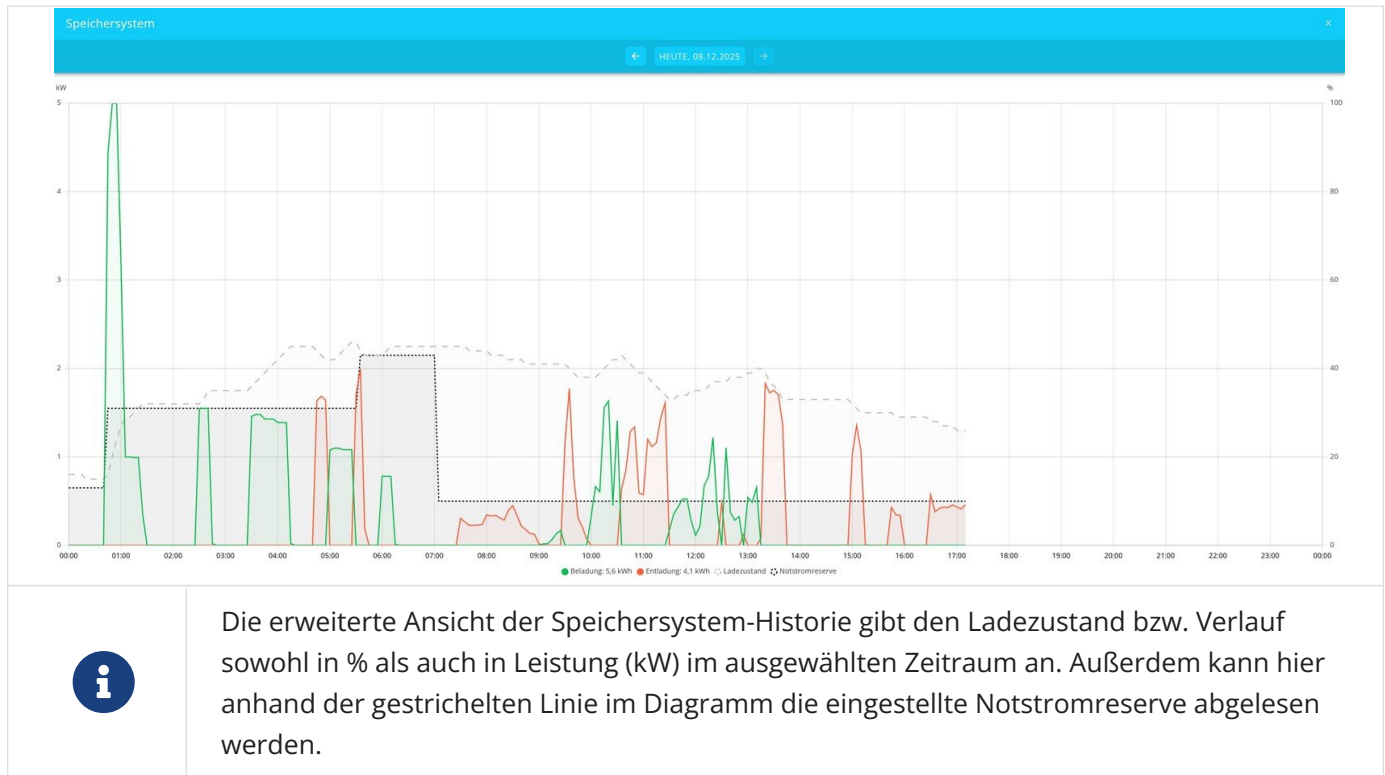 Speichersystem ×
← HEUTE, 08.12.2025 →
kW %
5 100
4 80
3 60
2 40
1 20
0 0
00:00 01:00 02:00 03:00 04:00 05:00 06:00 07:00 08:00 09:00 10:00 11:00 12:00 13:00 14:00 15:00 16:00 17:00 18:00 19:00 20:00 21:00 22:00 23:00 00:00
Beladung: 5,6 kWh Entladung: 4,1 kWh Ladezustand Notstromreserve
Die erweiterte Ansicht der Speichersystem-Historie gibt den Ladezustand bzw. Verlauf
sowohl in % als auch in Leistung (kW) im ausgewählten Zeitraum an. Außerdem kann hier
anhand der gestrichelten Linie im Diagramm die eingestellte Notstromreserve abgelesen
werden.